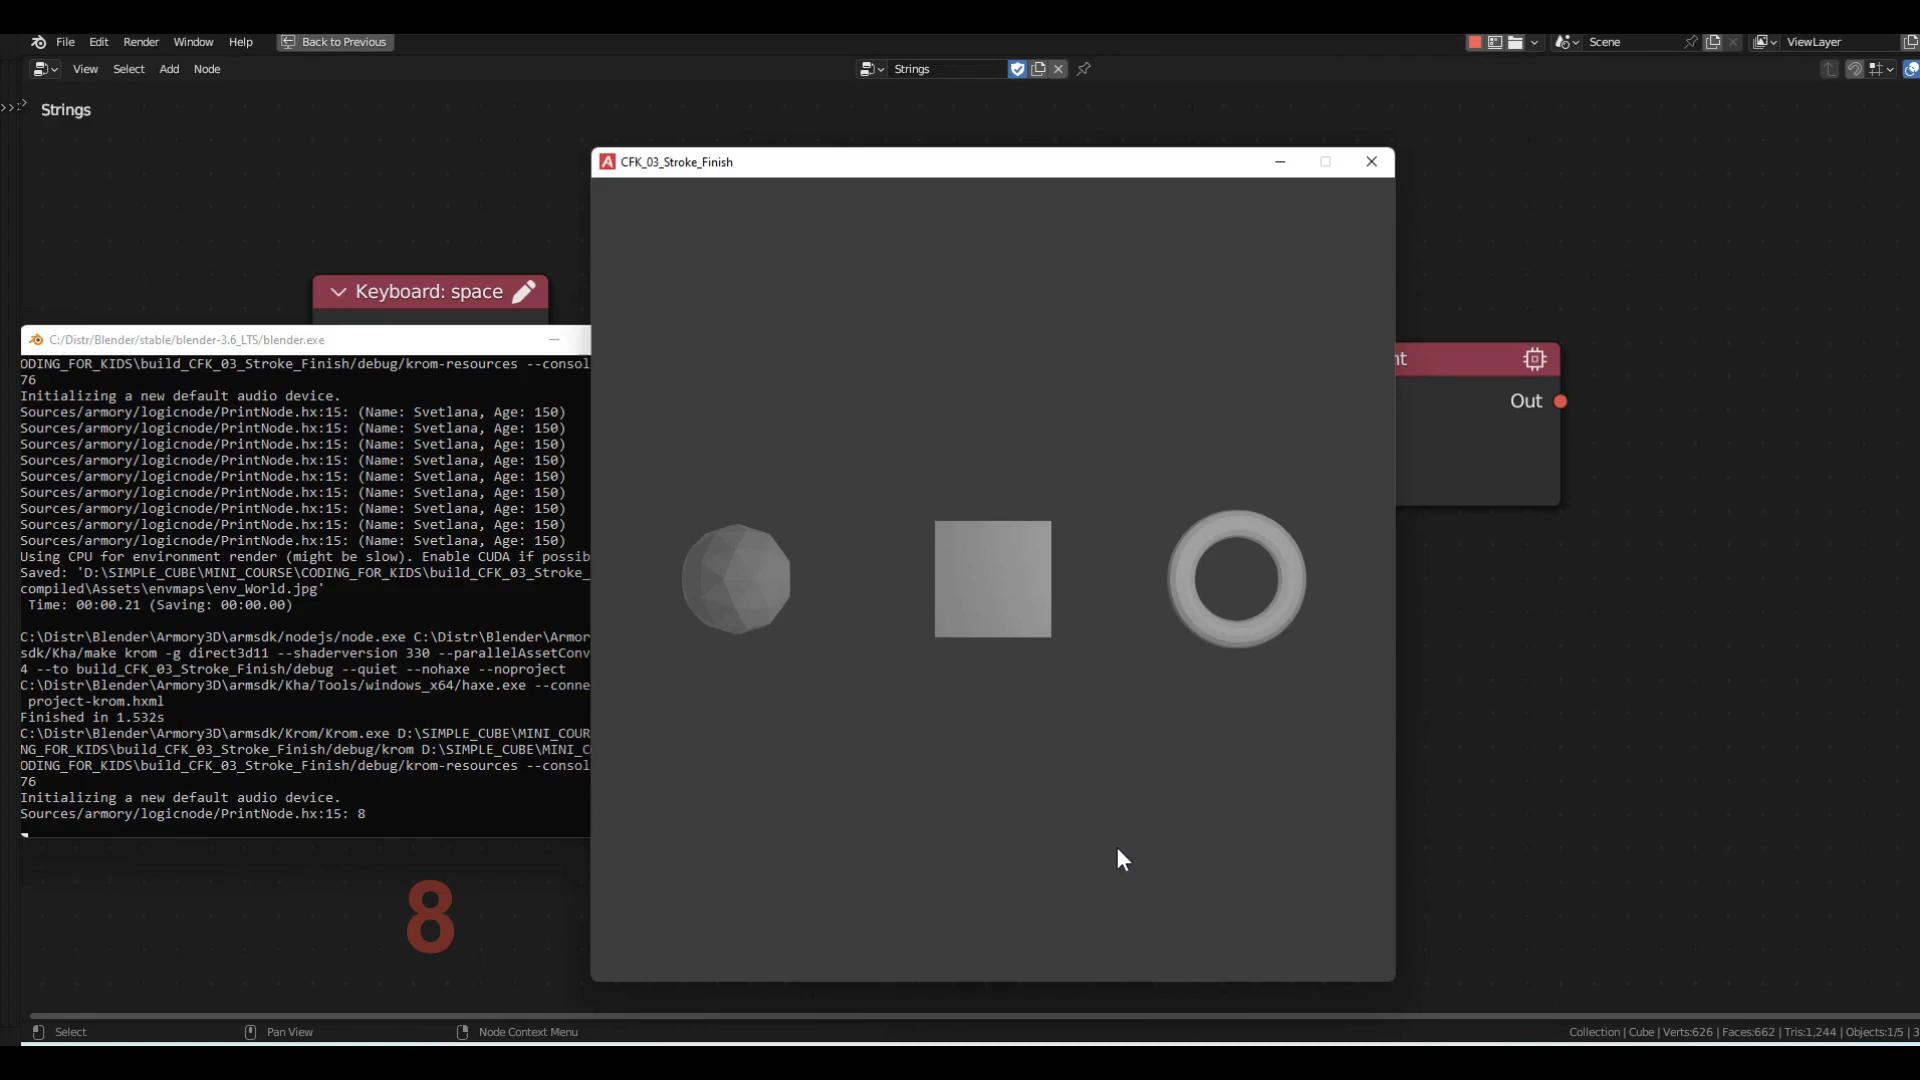 File Edit Render Window Help Back to Previous Scene ViewLayer
View Select Add Node Strings
Strings
CFK_03_Stroke_Finish
Keyboard: space
C:/Distr/Blender/stable/blender-3.6_LTS/blender.exe
nt
Out
ODING_FOR_KIDS\build_CFK_03_Stroke_Finish/debug/krom-resources --consol
76
Initializing a new default audio device.
Sources/armory/logicnode/PrintNode.hx:15: (Name: Svetlana, Age: 150)
Sources/armory/logicnode/PrintNode.hx:15: (Name: Svetlana, Age: 150)
Sources/armory/logicnode/PrintNode.hx:15: (Name: Svetlana, Age: 150)
Sources/armory/logicnode/PrintNode.hx:15: (Name: Svetlana, Age: 150)
Sources/armory/logicnode/PrintNode.hx:15: (Name: Svetlana, Age: 150)
Sources/armory/logicnode/PrintNode.hx:15: (Name: Svetlana, Age: 150)
Sources/armory/logicnode/PrintNode.hx:15: (Name: Svetlana, Age: 150)
Sources/armory/logicnode/PrintNode.hx:15: (Name: Svetlana, Age: 150)
Sources/armory/logicnode/PrintNode.hx:15: (Name: Svetlana, Age: 150)
Using CPU for environment render (might be slow). Enable CUDA if possib
Saved: 'D:\SIMPLE_CUBE\MINI_COURSE\CODING_FOR_KIDS\build_CFK_03_Stroke_
compiled\Assets\envmaps\env_World.jpg'
Time: 00:00.21 (Saving: 00:00.00)
C:\Distr\Blender\Armory3D\armsdk/nodejs/node.exe C:\Distr\Blender\Armor
sdk/Kha/make krom -g direct3d11 --shaderversion 330 --parallelAssetConv
4 --to build_CFK_03_Stroke_Finish/debug --quiet --nohaxe --noproject
C:\Distr\Blender\Armory3D\armsdk/Kha/Tools/windows_x64/haxe.exe --conne
project-krom.hxml
Finished in 1.532s
C:\Distr\Blender\Armory3D\armsdk/Krom/Krom.exe D:\SIMPLE_CUBE\MINI_COUR
NG_FOR_KIDS\build_CFK_03_Stroke_Finish/debug/krom D:\SIMPLE_CUBE\MINI_C
ODING_FOR_KIDS\build_CFK_03_Stroke_Finish/debug/krom-resources --consol
76
Initializing a new default audio device.
Sources/armory/logicnode/PrintNode.hx:15: 8
8
Select Pan View Node Context Menu Collection | Cube | Verts:626 | Faces:662 | Tris:1,244 | Objects:1/5 | 3